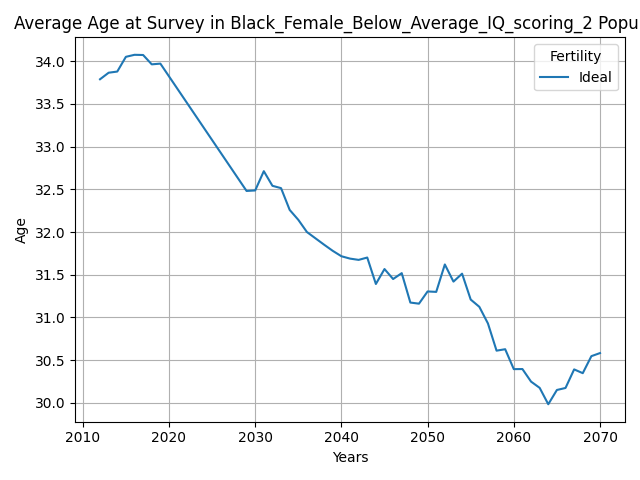 Average Age at Survey in Black_Female_Below_Average_IQ_scoring_2 Popu
Fertility
Ideal
34.0
33.5
33.0
32.5
32.0
31.5
31.0
30.5
30.0
Age
2010 2020 2030 2040 2050 2060 2070
Years